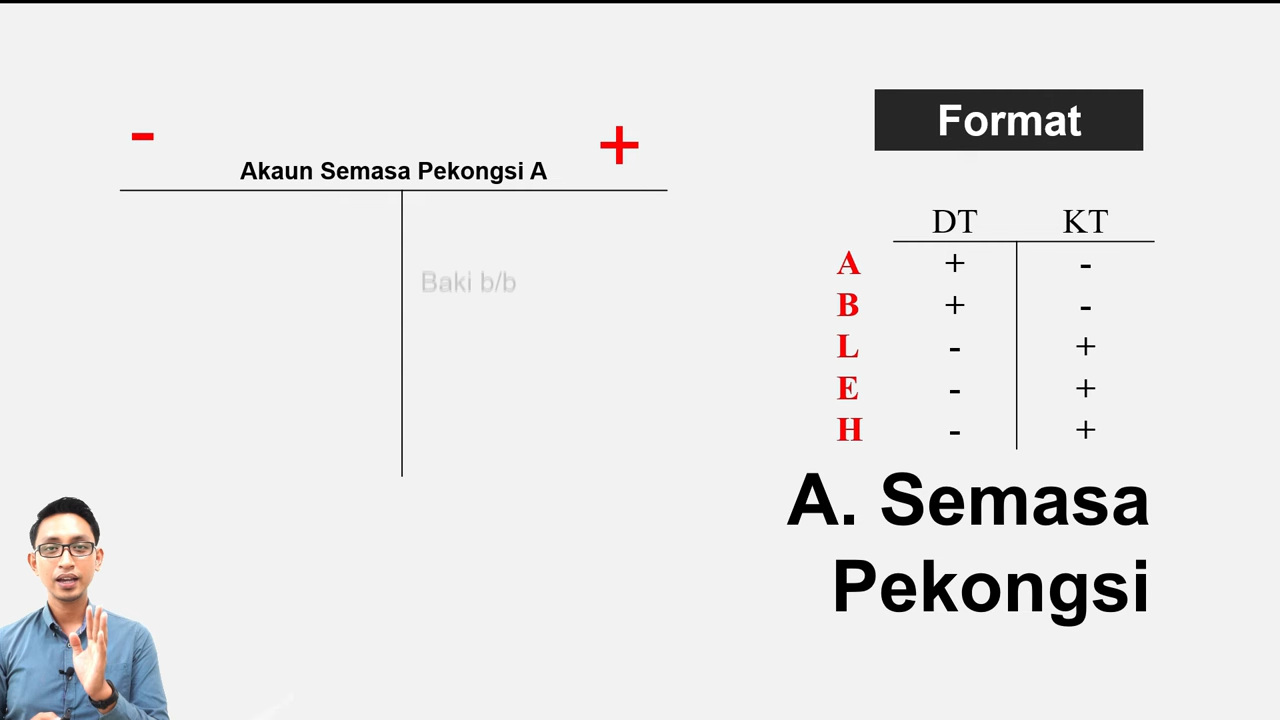 - +
Akaun Semasa Pekongsi A
Baki b/b
Format
DT KT
A + -
B + -
L - +
E - +
H - +
A. Semasa
Pekongsi